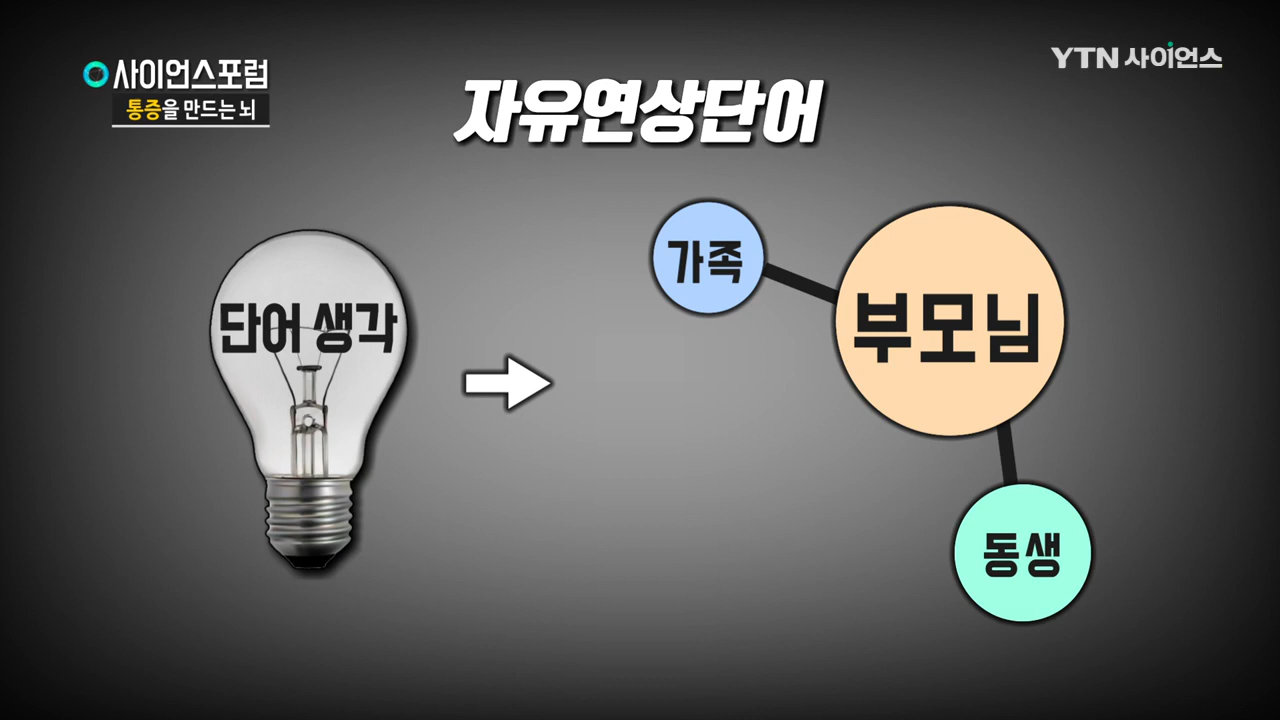 사이언스포럼
통증을 만드는 뇌
YTN 사이언스
자유연상단어
단어 생각
가족
부모님
동생